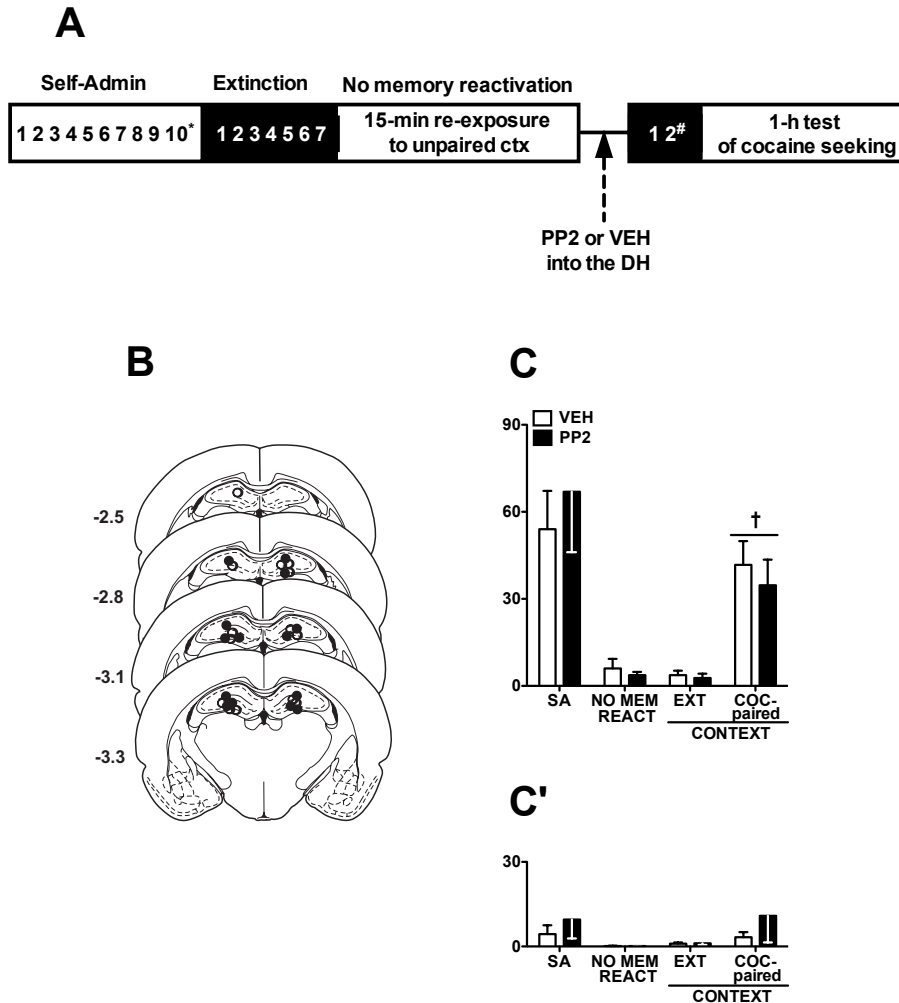 A
Self-Admin Extinction No memory reactivation
1 2 3 4 5 6 7 8 9 10* 1 2 3 4 5 6 7 15-min re-exposure to unpaired ctx 1 2# 1-h test of cocaine seeking
PP2 or VEH
into the DH
B
-2.5
-2.8
-3.1
-3.3
C
90
60
30
0
VEH
PP2
†
SA NO MEM REACT EXT COC-paired
CONTEXT
C'
30
0
SA NO MEM REACT EXT COC-paired
CONTEXT